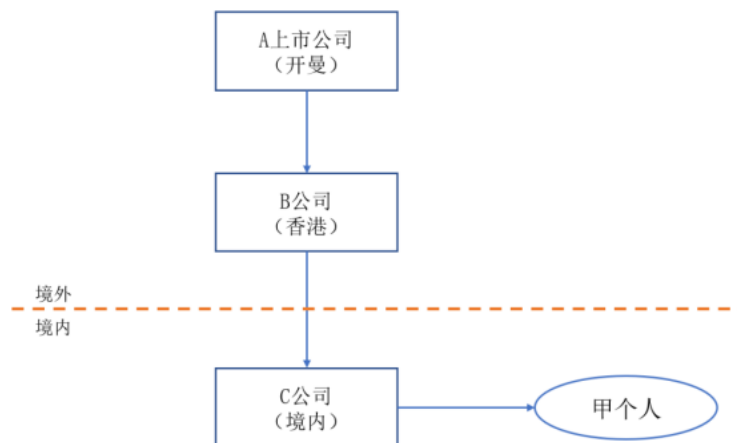 A上市公司
（开曼）
B公司
（香港）
境外
境内
C公司
（境内）
甲个人